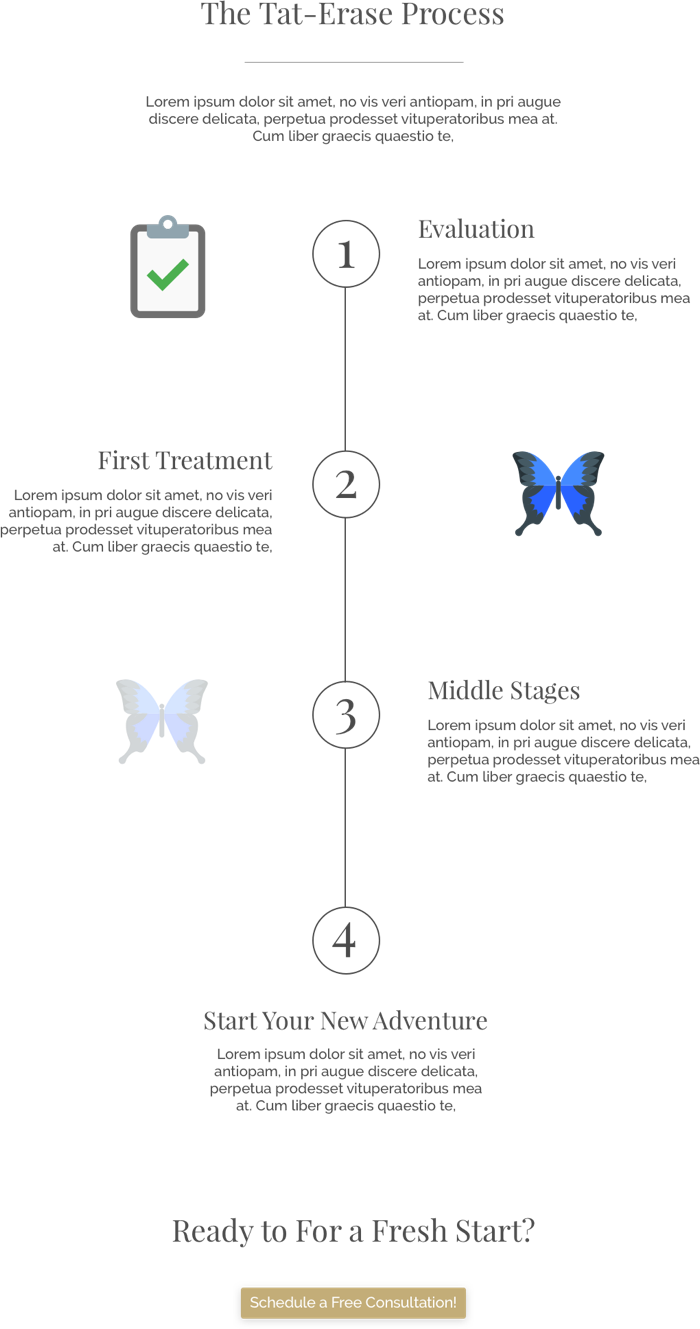 The Tat-Erase Process
Lorem ipsum dolor sit amet, no vis veri antiopam, in pri augue
discere delicata, perpetua prodesset vituperatoribus mea at.
Cum liber graecis quaestio te,
1
Evaluation
Lorem ipsum dolor sit amet, no vis veri
antiopam, in pri augue discere delicata,
perpetua prodesset vituperatoribus mea
at. Cum liber graecis quaestio te,
First Treatment
Lorem ipsum dolor sit amet, no vis veri
antiopam, in pri augue discere delicata,
perpetua prodesset vituperatoribus mea
at. Cum liber graecis quaestio te,
2
3
Middle Stages
Lorem ipsum dolor sit amet, no vis veri
antiopam, in pri augue discere delicata,
perpetua prodesset vituperatoribus mea
at. Cum liber graecis quaestio te,
4
Start Your New Adventure
Lorem ipsum dolor sit amet, no vis veri
antiopam, in pri augue discere delicata,
perpetua prodesset vituperatoribus mea
at. Cum liber graecis quaestio te,
Ready to For a Fresh Start?
Schedule a Free Consultation!